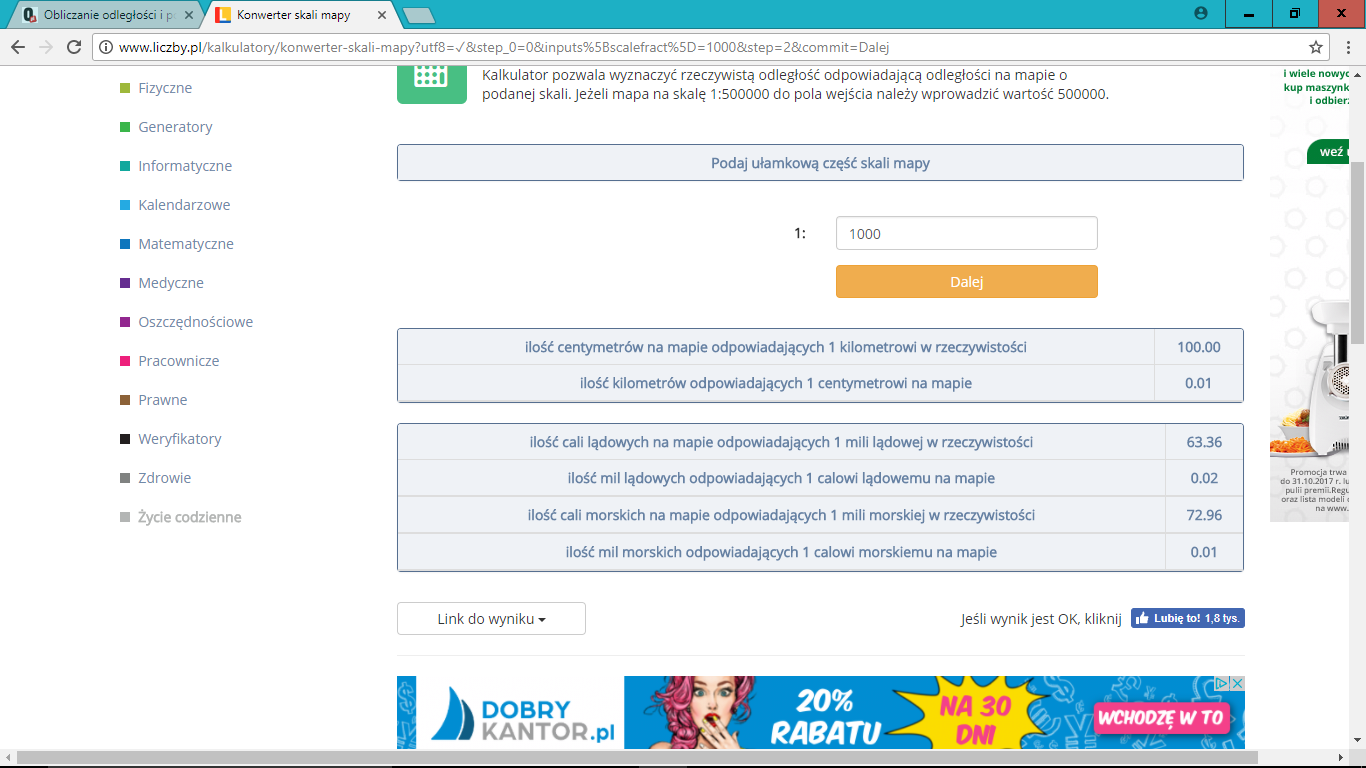 Obliczanie odległości i p
Konwerter skali mapy
www.liczby.pl/kalkulatory/konwerter-skali-mapy?utf8=✓&step_0=0&inputs%5Bscalefract%5D=1000&step=2&commit=Dalej
Fizyczne
Generatory
Informatyczne
Kalendarzowe
Matematyczne
Medyczne
Oszczędnościowe
Pracownicze
Prawne
Weryfikatory
Zdrowie
Życie codzienne
Kalkulator pozwala wyznaczyć rzeczywistą odległość odpowiadającą odległości na mapie o
podanej skali. Jeżeli mapa na skalę 1:500000 do pola wejścia należy wprowadzić wartość 500000.
Podaj ułamkową część skali mapy
1: 1000
Dalej
ilość centymetrów na mapie odpowiadających 1 kilometrowi w rzeczywistości 100.00
ilość kilometrów odpowiadających 1 centymetrowi na mapie 0.01
ilość cali lądowych na mapie odpowiadających 1 mili lądowej w rzeczywistości 63.36
ilość mil lądowych odpowiadających 1 calowi lądowemu na mapie 0.02
ilość cali morskich na mapie odpowiadających 1 mili morskiej w rzeczywistości 72.96
ilość mil morskich odpowiadających 1 calowi morskiemu na mapie 0.01
Link do wyniku
Jeśli wynik jest OK, kliknij
Lubię to! 1,8 tys.
DOBRY
KANTOR.pl
20%
RABATU
NA 30
DNI
WCHODZĘ W TO
i wiele nowyc
kup maszynk
i odbierz
weź u
Promocja trwa
do 31.10.2017 r. lu
pulii premii.Regu
oraz lista modeli o
na www.